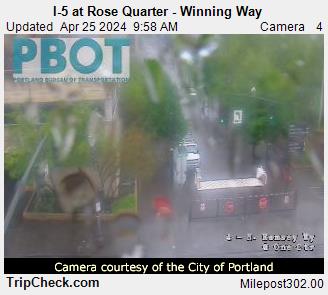 I-5 at Rose Quarter - Winning Way
Updated Apr 25 2024 9:58 AM Camera 4
PBOT
PORTLAND BUREAU OF TRANSPORTATION
Camera courtesy of the City of Portland
TripCheck.com Milepost302.00